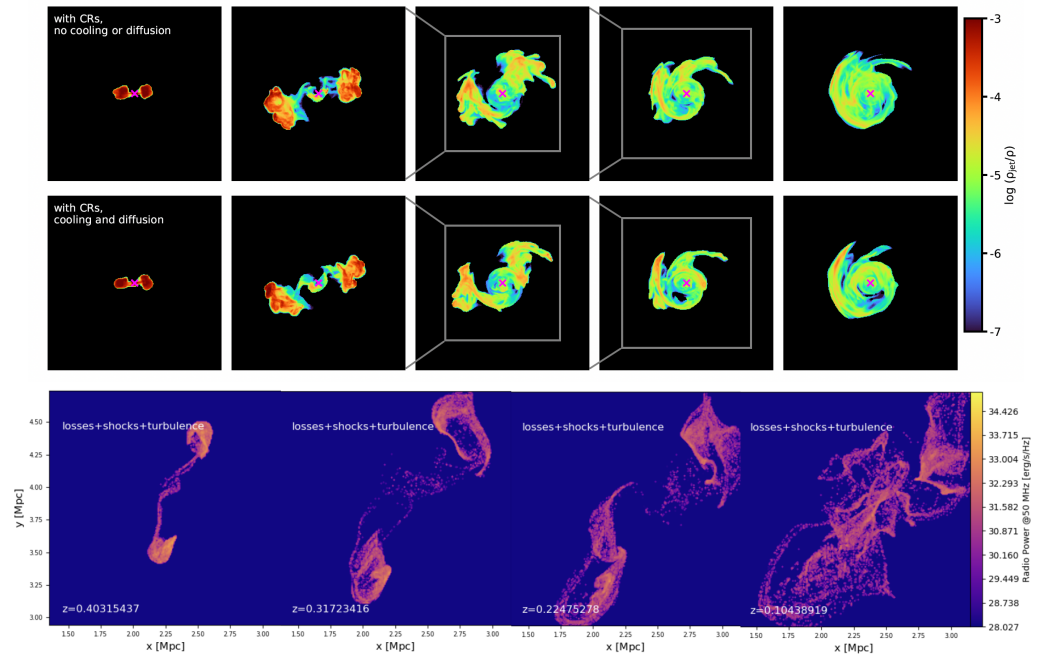 with CRs,
no cooling or diffusion
-3
-4
-5
-6
-7
log (ρjet/ρ)
with CRs,
cooling and diffusion
4.50
4.25
4.00
3.75
3.50
3.25
3.00
y [Mpc]
losses+shocks+turbulence
losses+shocks+turbulence
losses+shocks+turbulence
losses+shocks+turbulence
z=0.40315437
z=0.31723416
z=0.22475278
z=0.10438919
34.426
33.715
33.004
32.293
31.582
30.871
30.160
29.449
28.738
28.027
Radio Power @50 MHz [erg/s/Hz]
1.50 1.75 2.00 2.25 2.50 2.75 3.00
1.50 1.75 2.00 2.25 2.50 2.75 3.00
1.50 1.75 2.00 2.25 2.50 2.75 3.00
1.50 1.75 2.00 2.25 2.50 2.75 3.00
x [Mpc]
x [Mpc]
x [Mpc]
x [Mpc]